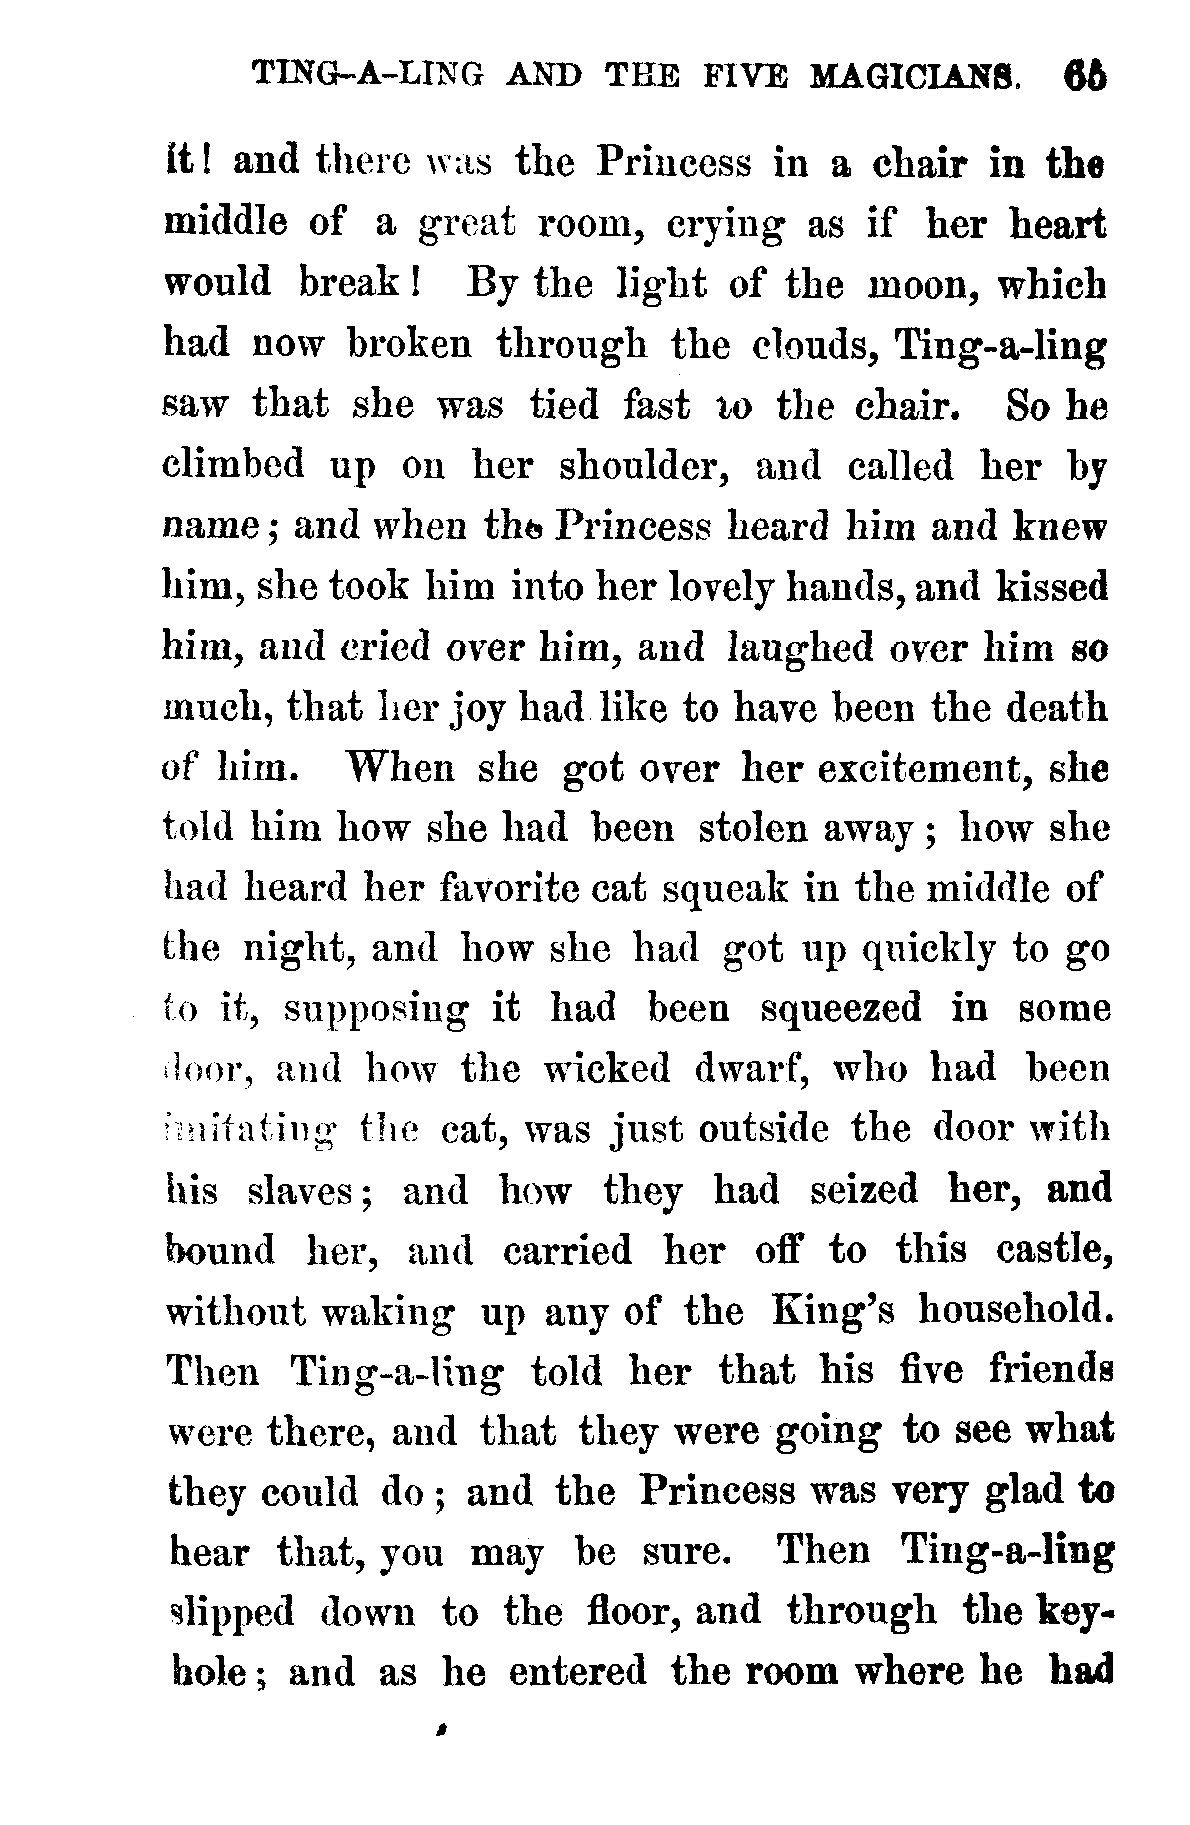 TING-A-LING AND THE FIVE MAGICIANS. 65
it! and there was the Princess in a chair in the
middle of a great room, crying as if her heart
would break! By the light of the moon, which
had now broken through the clouds, Ting-a-ling
saw that she was tied fast to the chair. So he
climbed up on her shoulder, and called her by
name; and when the Princess heard him and knew
him, she took him into her lovely hands, and kissed
him, and cried over him, and laughed over him so
much, that her joy had like to have been the death
of him. When she got over her excitement, she
told him how she had been stolen away; how she
had heard her favorite cat squeak in the middle of
the night, and how she had got up quickly to go
to it, supposing it had been squeezed in some
door, and how the wicked dwarf, who had been
imitating the cat, was just outside the door with
his slaves; and how they had seized her, and
bound her, and carried her off to this castle,
without waking up any of the King's household.
Then Ting-a-ling told her that his five friends
were there, and that they were going to see what
they could do; and the Princess was very glad to
hear that, you may be sure. Then Ting-a-ling
slipped down to the floor, and through the key-
hole; and as he entered the room where he had